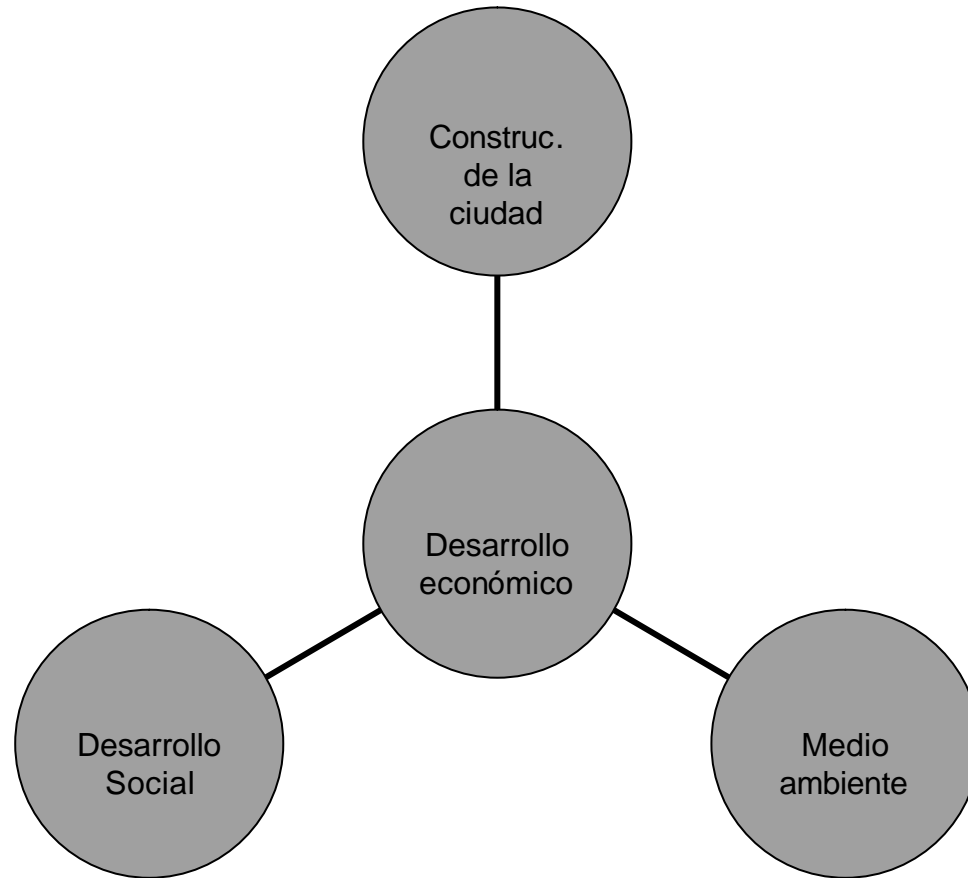 Construc.
de la
ciudad
Desarrollo
económico
Desarrollo
Social
Medio
ambiente